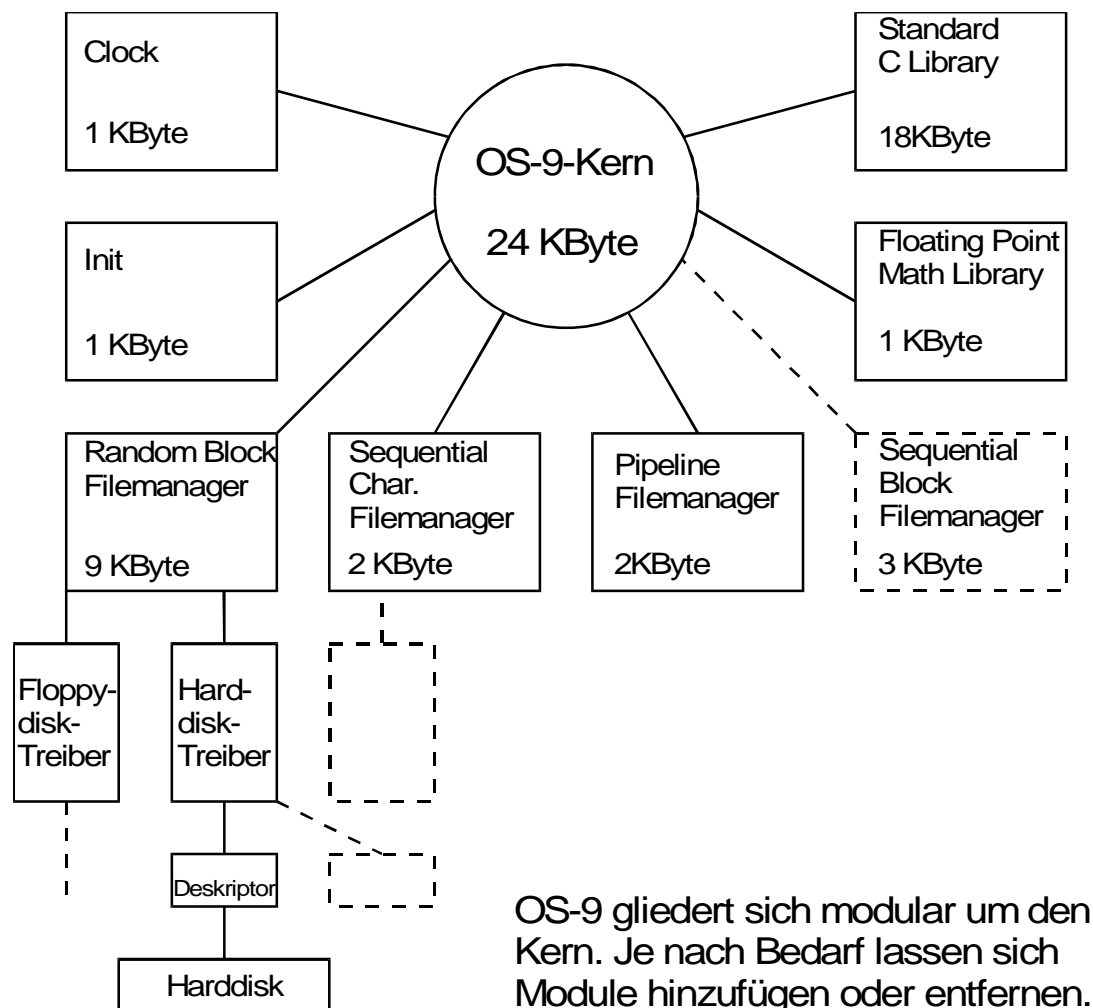 Clock
1 KByte
OS-9-Kern
24 KByte
Standard
C Library
18KByte
Init
1 KByte
Floating Point
Math Library
1 KByte
Random Block
Filemanager
9 KByte
Sequential
Char.
Filemanager
2 KByte
Pipeline
Filemanager
2KByte
Sequential
Block
Filemanager
3 KByte
Floppy-
disk-
Treiber
Hard-
disk-
Treiber
Deskriptor
Harddisk
OS-9 gliedert sich modular um den
Kern. Je nach Bedarf lassen sich
Module hinzufügen oder entfernen.